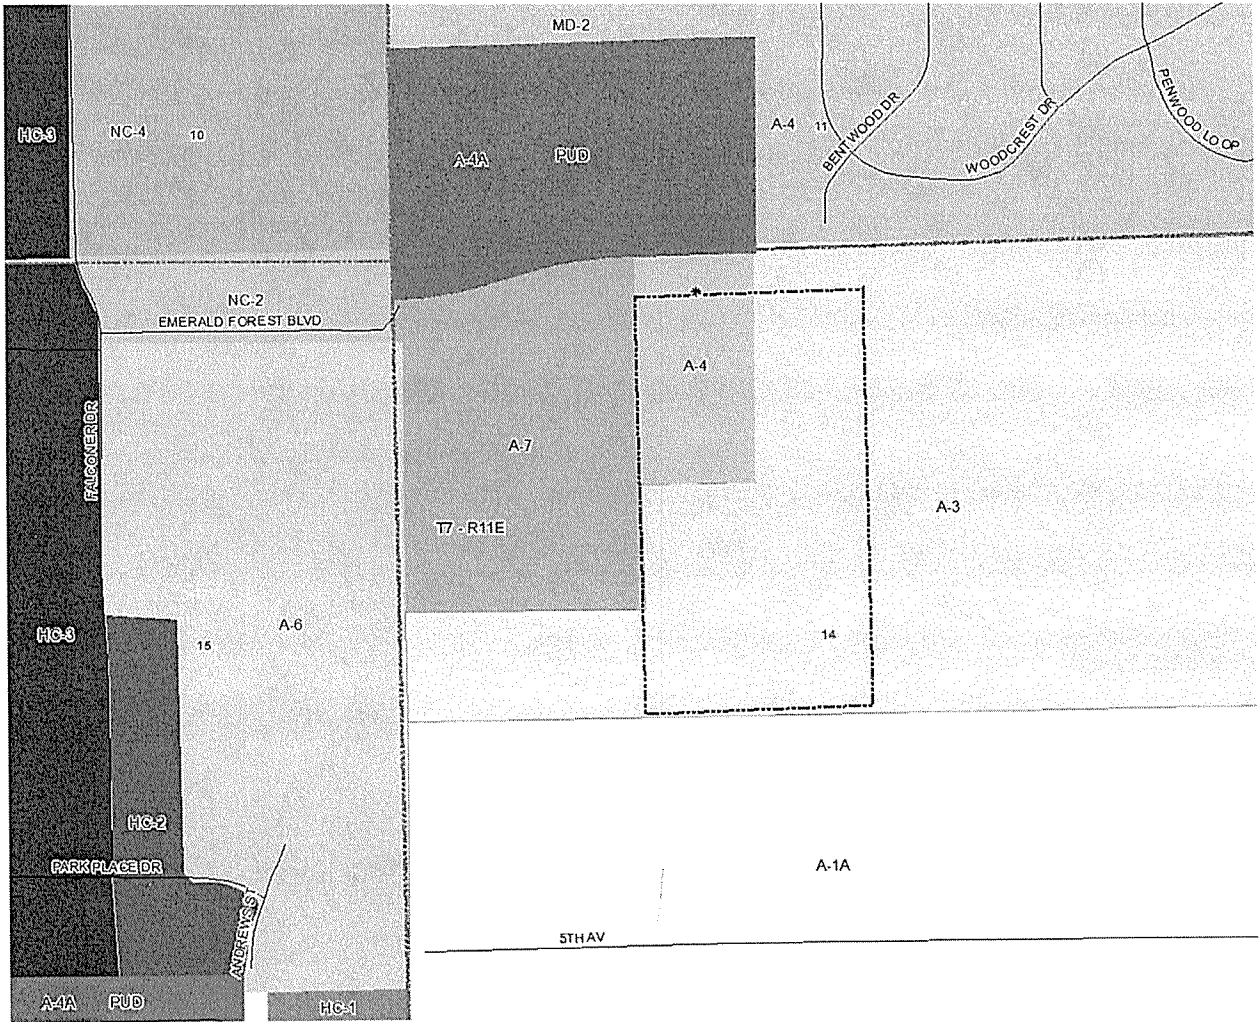 MD-2
HC-3
NC-4
10
A-4A
PUD
A-4
11
BENTWOOD DR
WOODCREST DR
PENWOOD LOOP
NC-2
EMERALD FOREST BLVD
*
A-4
FALCONER DR
A-7
A-3
T7 - R11E
HC-3
A-6
15
14
HC-2
PARK PLACE DR
A-1A
ANDREWS ST
5TH AV
A-4A
PUD
HC-1